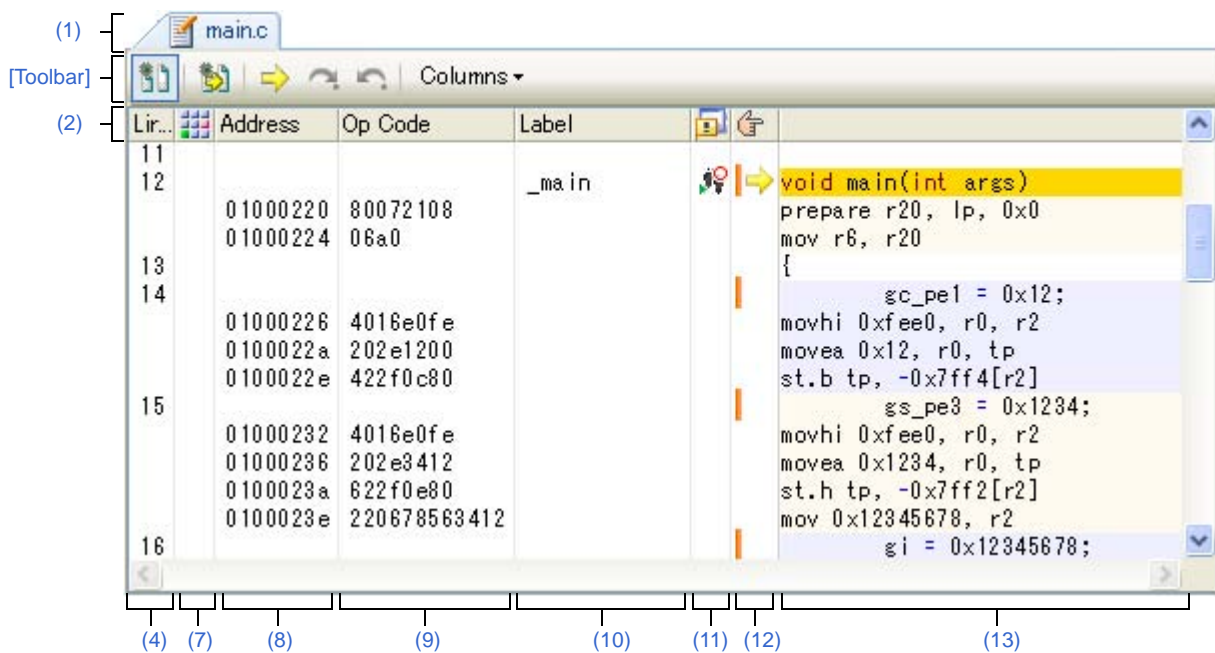 (1) main.c
[Toolbar] Columns
(2) Lir... Address Op Code Label
11
12 _main void main(int args)
01000220 80072108 prepare r20, lp, 0x0
01000224 06a0 mov r6, r20
13 {
14 gc_pe1 = 0x12;
01000226 4016e0fe movhi 0xfee0, r0, r2
0100022a 202e1200 movea 0x12, r0, tp
0100022e 422f0c80 st.b tp, -0x7ff4[r2]
15 gs_pe3 = 0x1234;
01000232 4016e0fe movhi 0xfee0, r0, r2
01000236 202e3412 movea 0x1234, r0, tp
0100023a 622f0e80 st.h tp, -0x7ff2[r2]
0100023e 220678563412 mov 0x12345678, r2
16 gi = 0x12345678;
(4) (7) (8) (9) (10) (11) (12) (13)